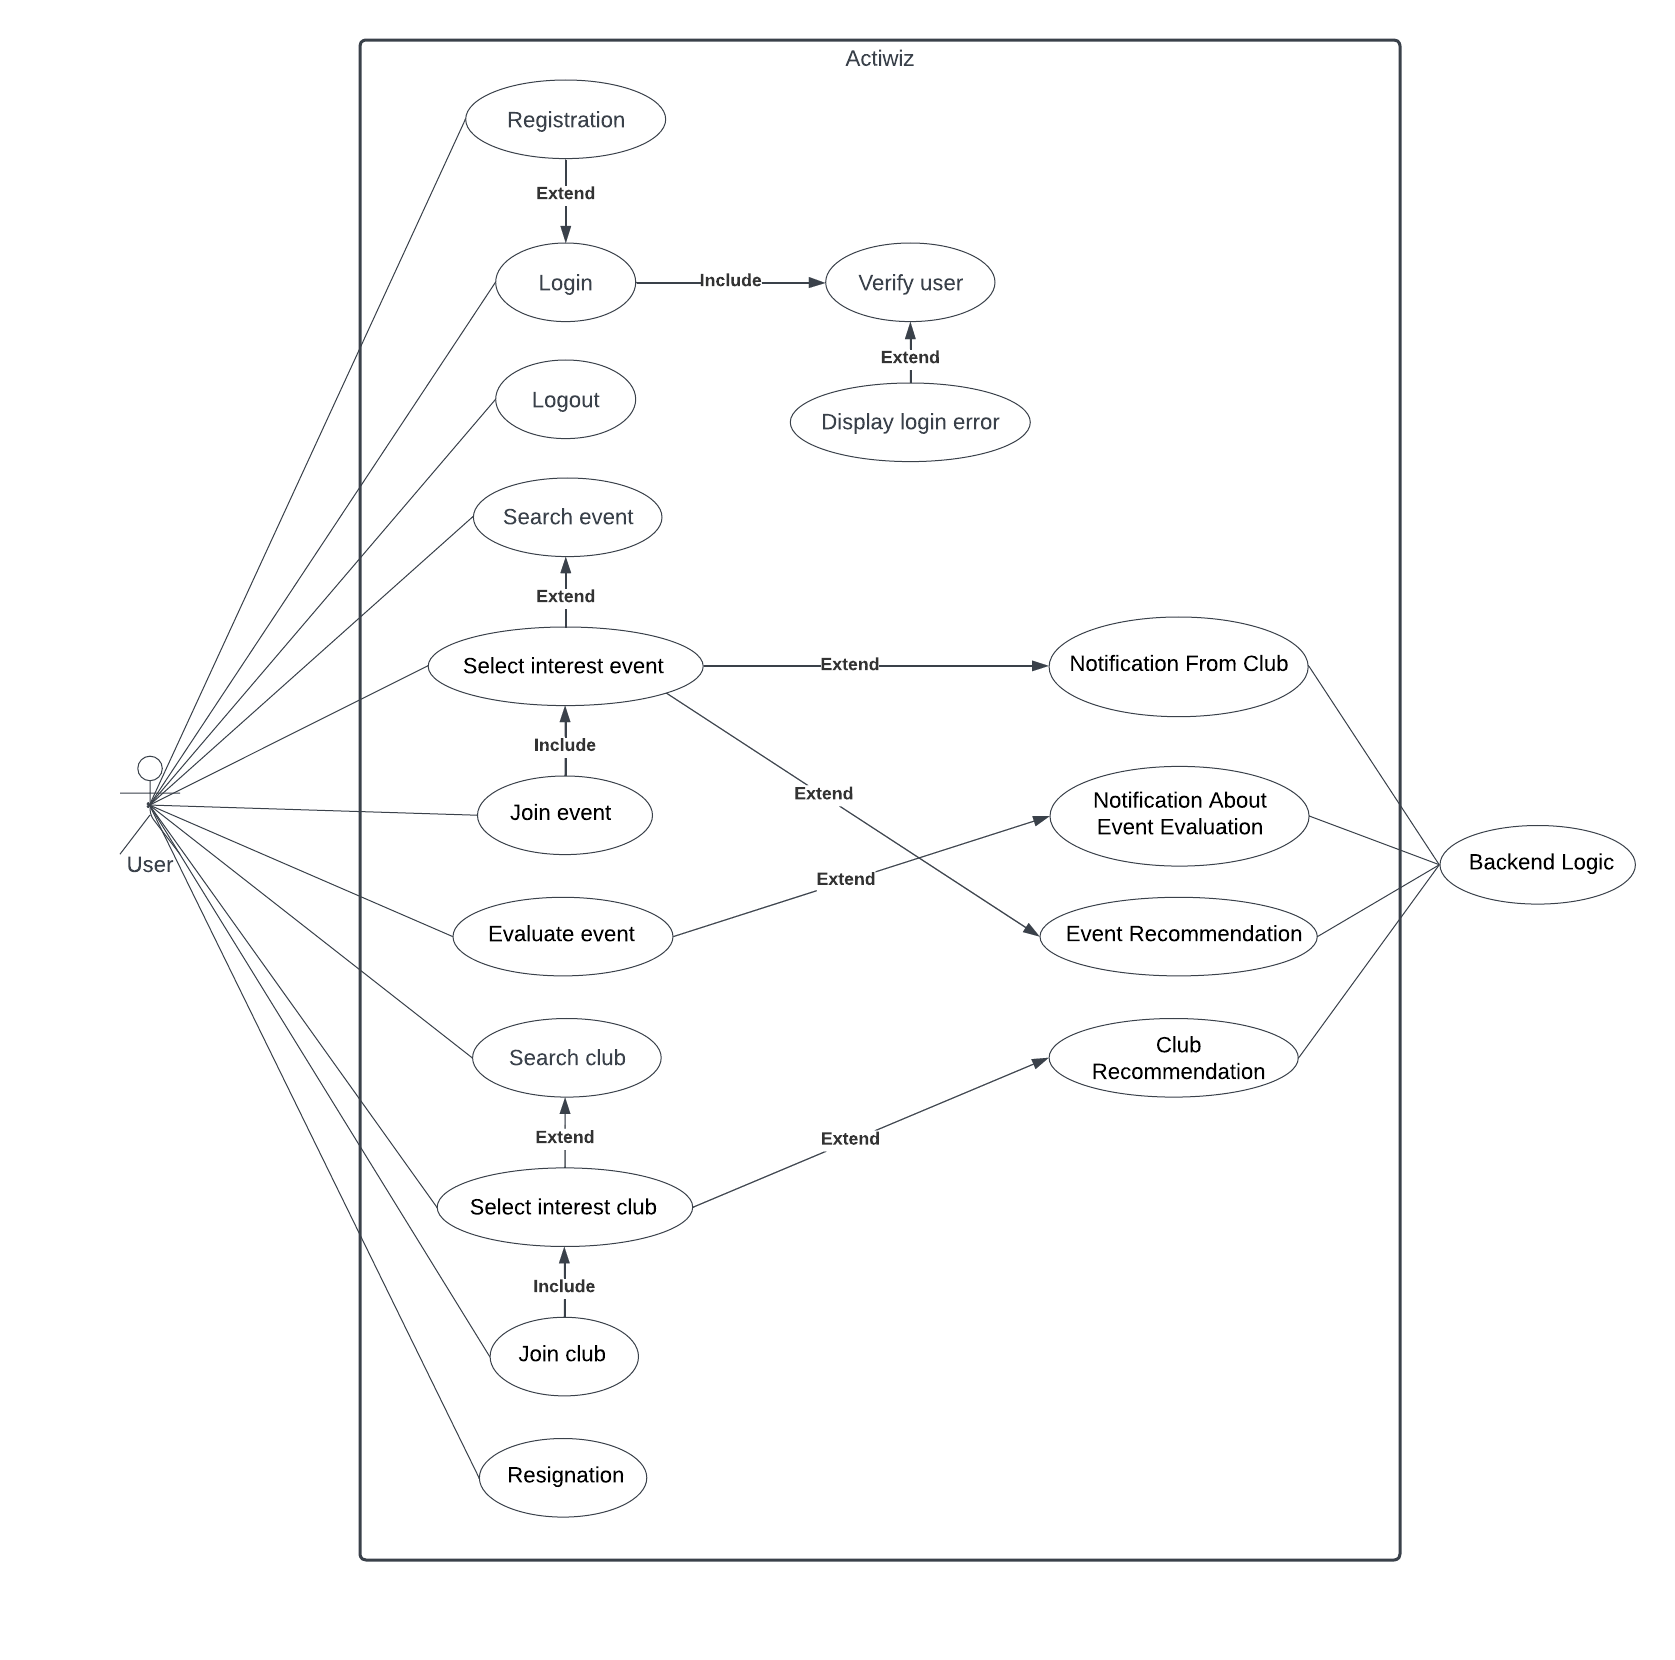 Actiwiz
Registration
Extend
Login
Include
Verify user
Extend
Display login error
Logout
Search event
Extend
Select interest event
Extend
Notification From Club
Include
Join event
Extend
Notification About
Event Evaluation
User
Backend Logic
Extend
Evaluate event
Event Recommendation
Search club
Club
Recommendation
Extend
Extend
Select interest club
Include
Join club
Resignation